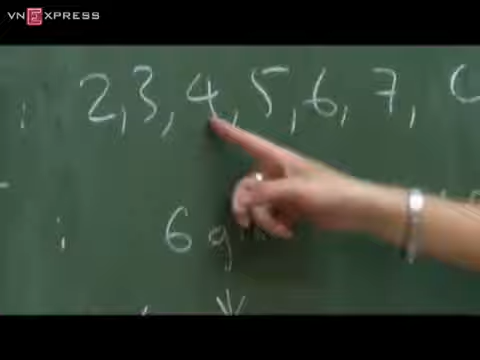 VNEXPRESS
: 2, 3, 4, 5, 6, 7,
: 6